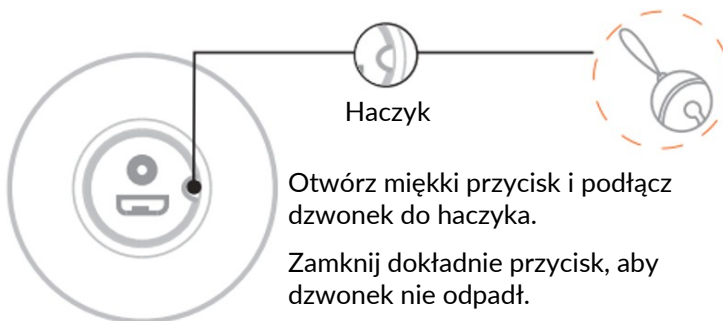 Haczyk
Otwórz miękki przycisk i podłącz
dzwonek do haczyka.
Zamknij dokładnie przycisk, aby
dzwonek nie odpadł.